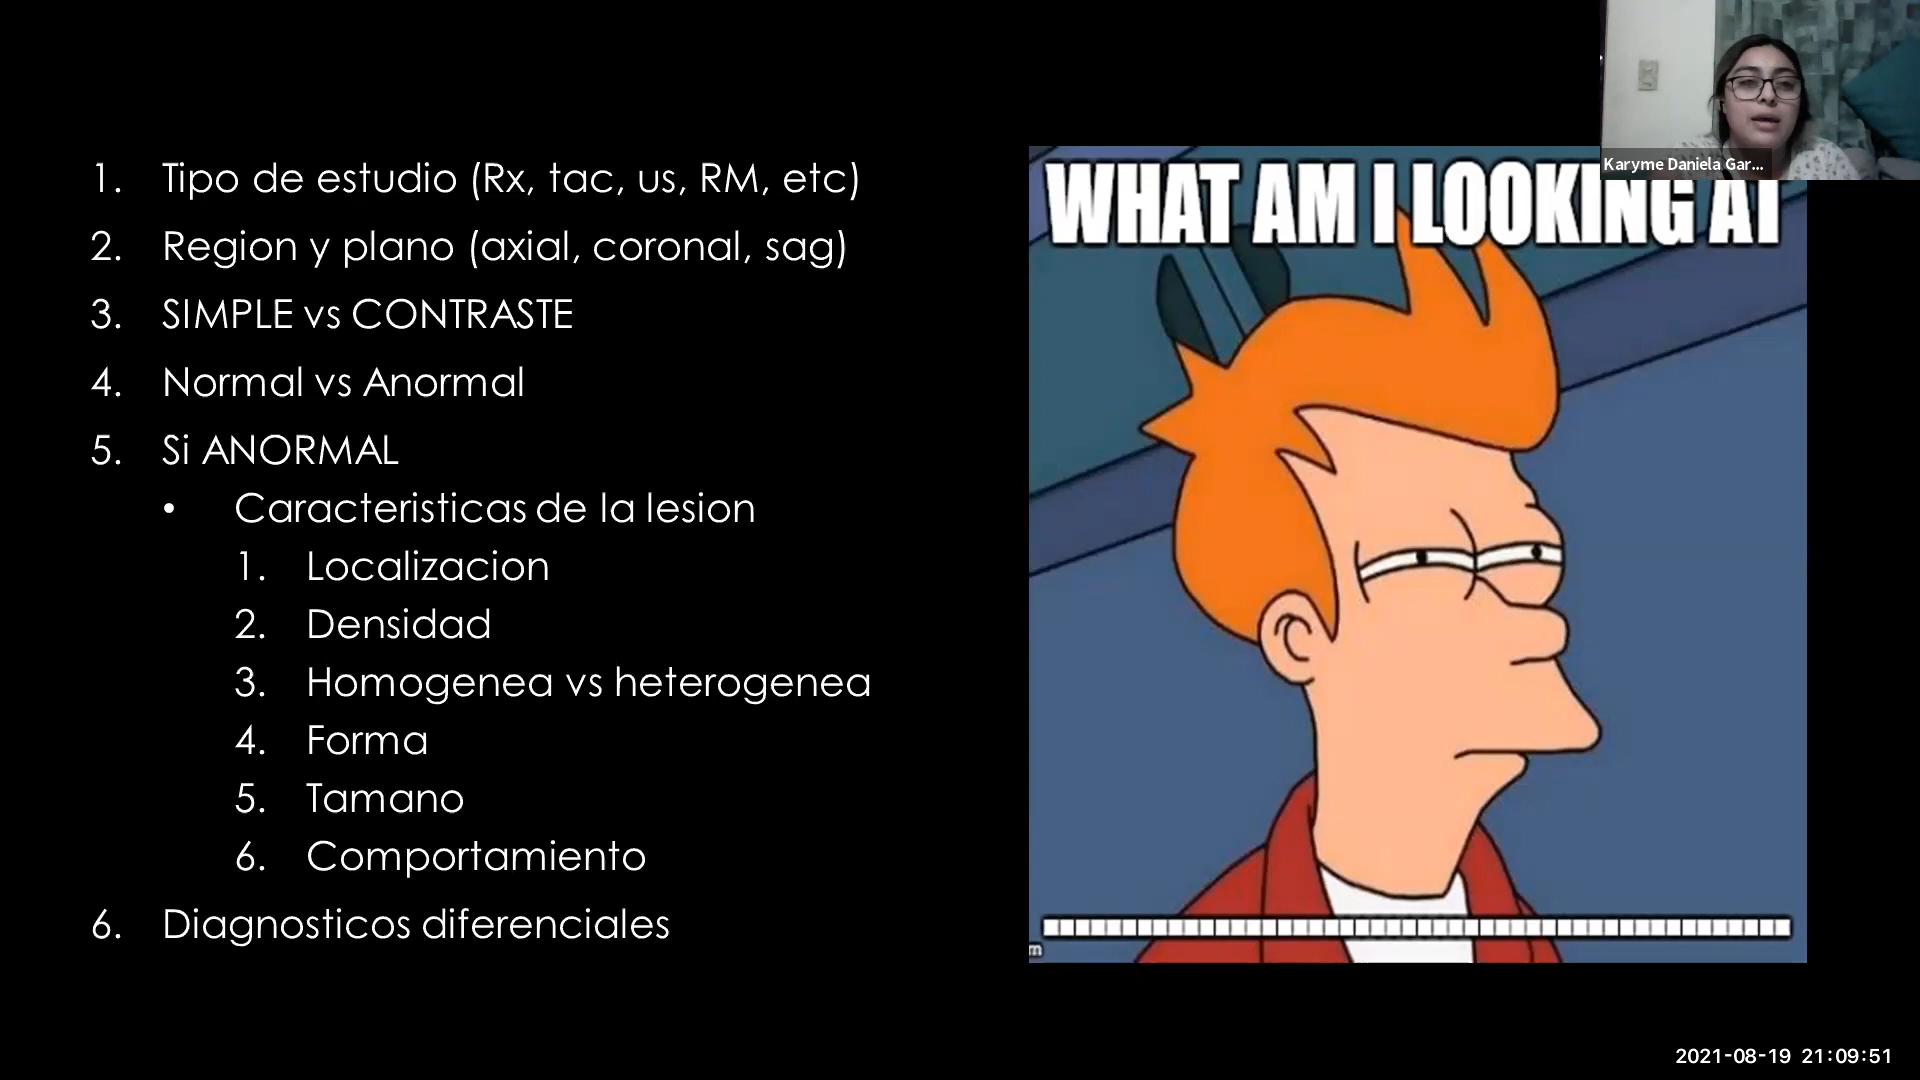 1. Tipo de estudio (Rx, tac, us, RM, etc)
2. Region y plano (axial, coronal, sag)
3. SIMPLE vs CONTRASTE
4. Normal vs Anormal
5. Si ANORMAL
• Caracteristicas de la lesion
1. Localizacion
2. Densidad
3. Homogenea vs heterogenea
4. Forma
5. Tamano
6. Comportamiento
6. Diagnosticos diferenciales
WHAT AM I LOOKING AT
Karyme Daniela Gar...
2021-08-19 21:09:51